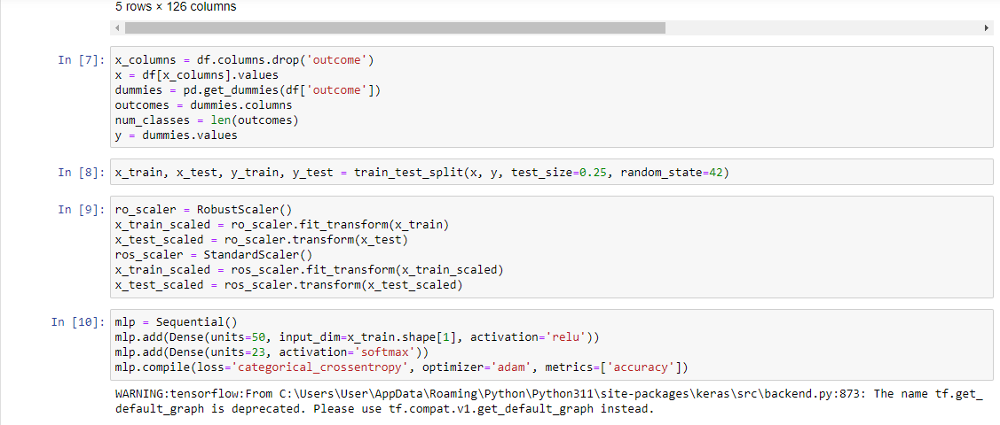 5 rows × 126 columns
In [7]:
x_columns = df.columns.drop('outcome')
x = df[x_columns].values
dummies = pd.get_dummies(df['outcome'])
outcomes = dummies.columns
num_classes = len(outcomes)
y = dummies.values
In [8]:
x_train, x_test, y_train, y_test = train_test_split(x, y, test_size=0.25, random_state=42)
In [9]:
ro_scaler = RobustScaler()
x_train_scaled = ro_scaler.fit_transform(x_train)
x_test_scaled = ro_scaler.transform(x_test)
ros_scaler = StandardScaler()
x_train_scaled = ros_scaler.fit_transform(x_train_scaled)
x_test_scaled = ros_scaler.transform(x_test_scaled)
In [10]:
mlp = Sequential()
mlp.add(Dense(units=50, input_dim=x_train.shape[1], activation='relu'))
mlp.add(Dense(units=23, activation='softmax'))
mlp.compile(loss='categorical_crossentropy', optimizer='adam', metrics=['accuracy'])
WARNING:tensorflow:From C:\Users\User\AppData\Roaming\Python\Python311\site-packages\keras\src\backend.py:873: The name tf.get_
default_graph is deprecated. Please use tf.compat.v1.get_default_graph instead.